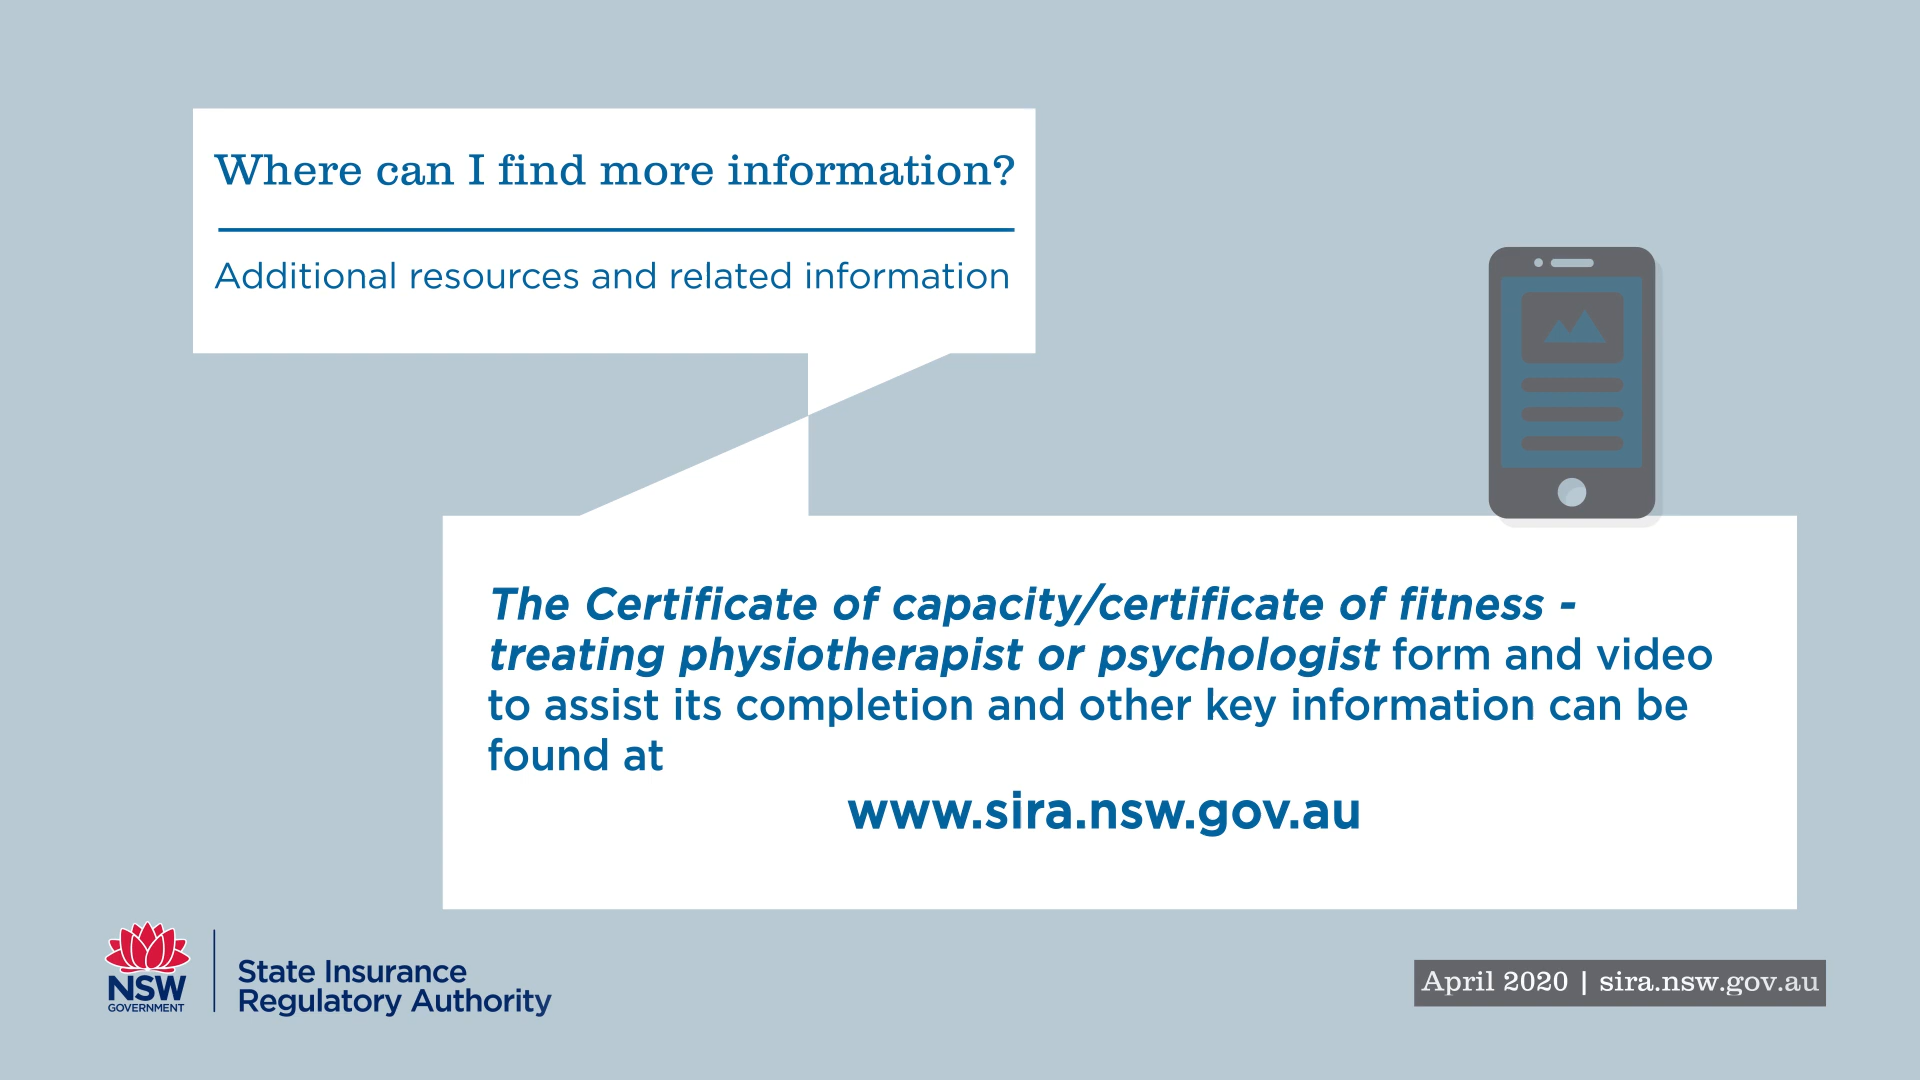 Where can I find more information?
Additional resources and related information
The Certificate of capacity/certificate of fitness -
treating physiotherapist or psychologist form and video
to assist its completion and other key information can be
found at
www.sira.nsw.gov.au
NSW
GOVERNMENT
State Insurance
Regulatory Authority
April 2020 | sira.nsw.gov.au